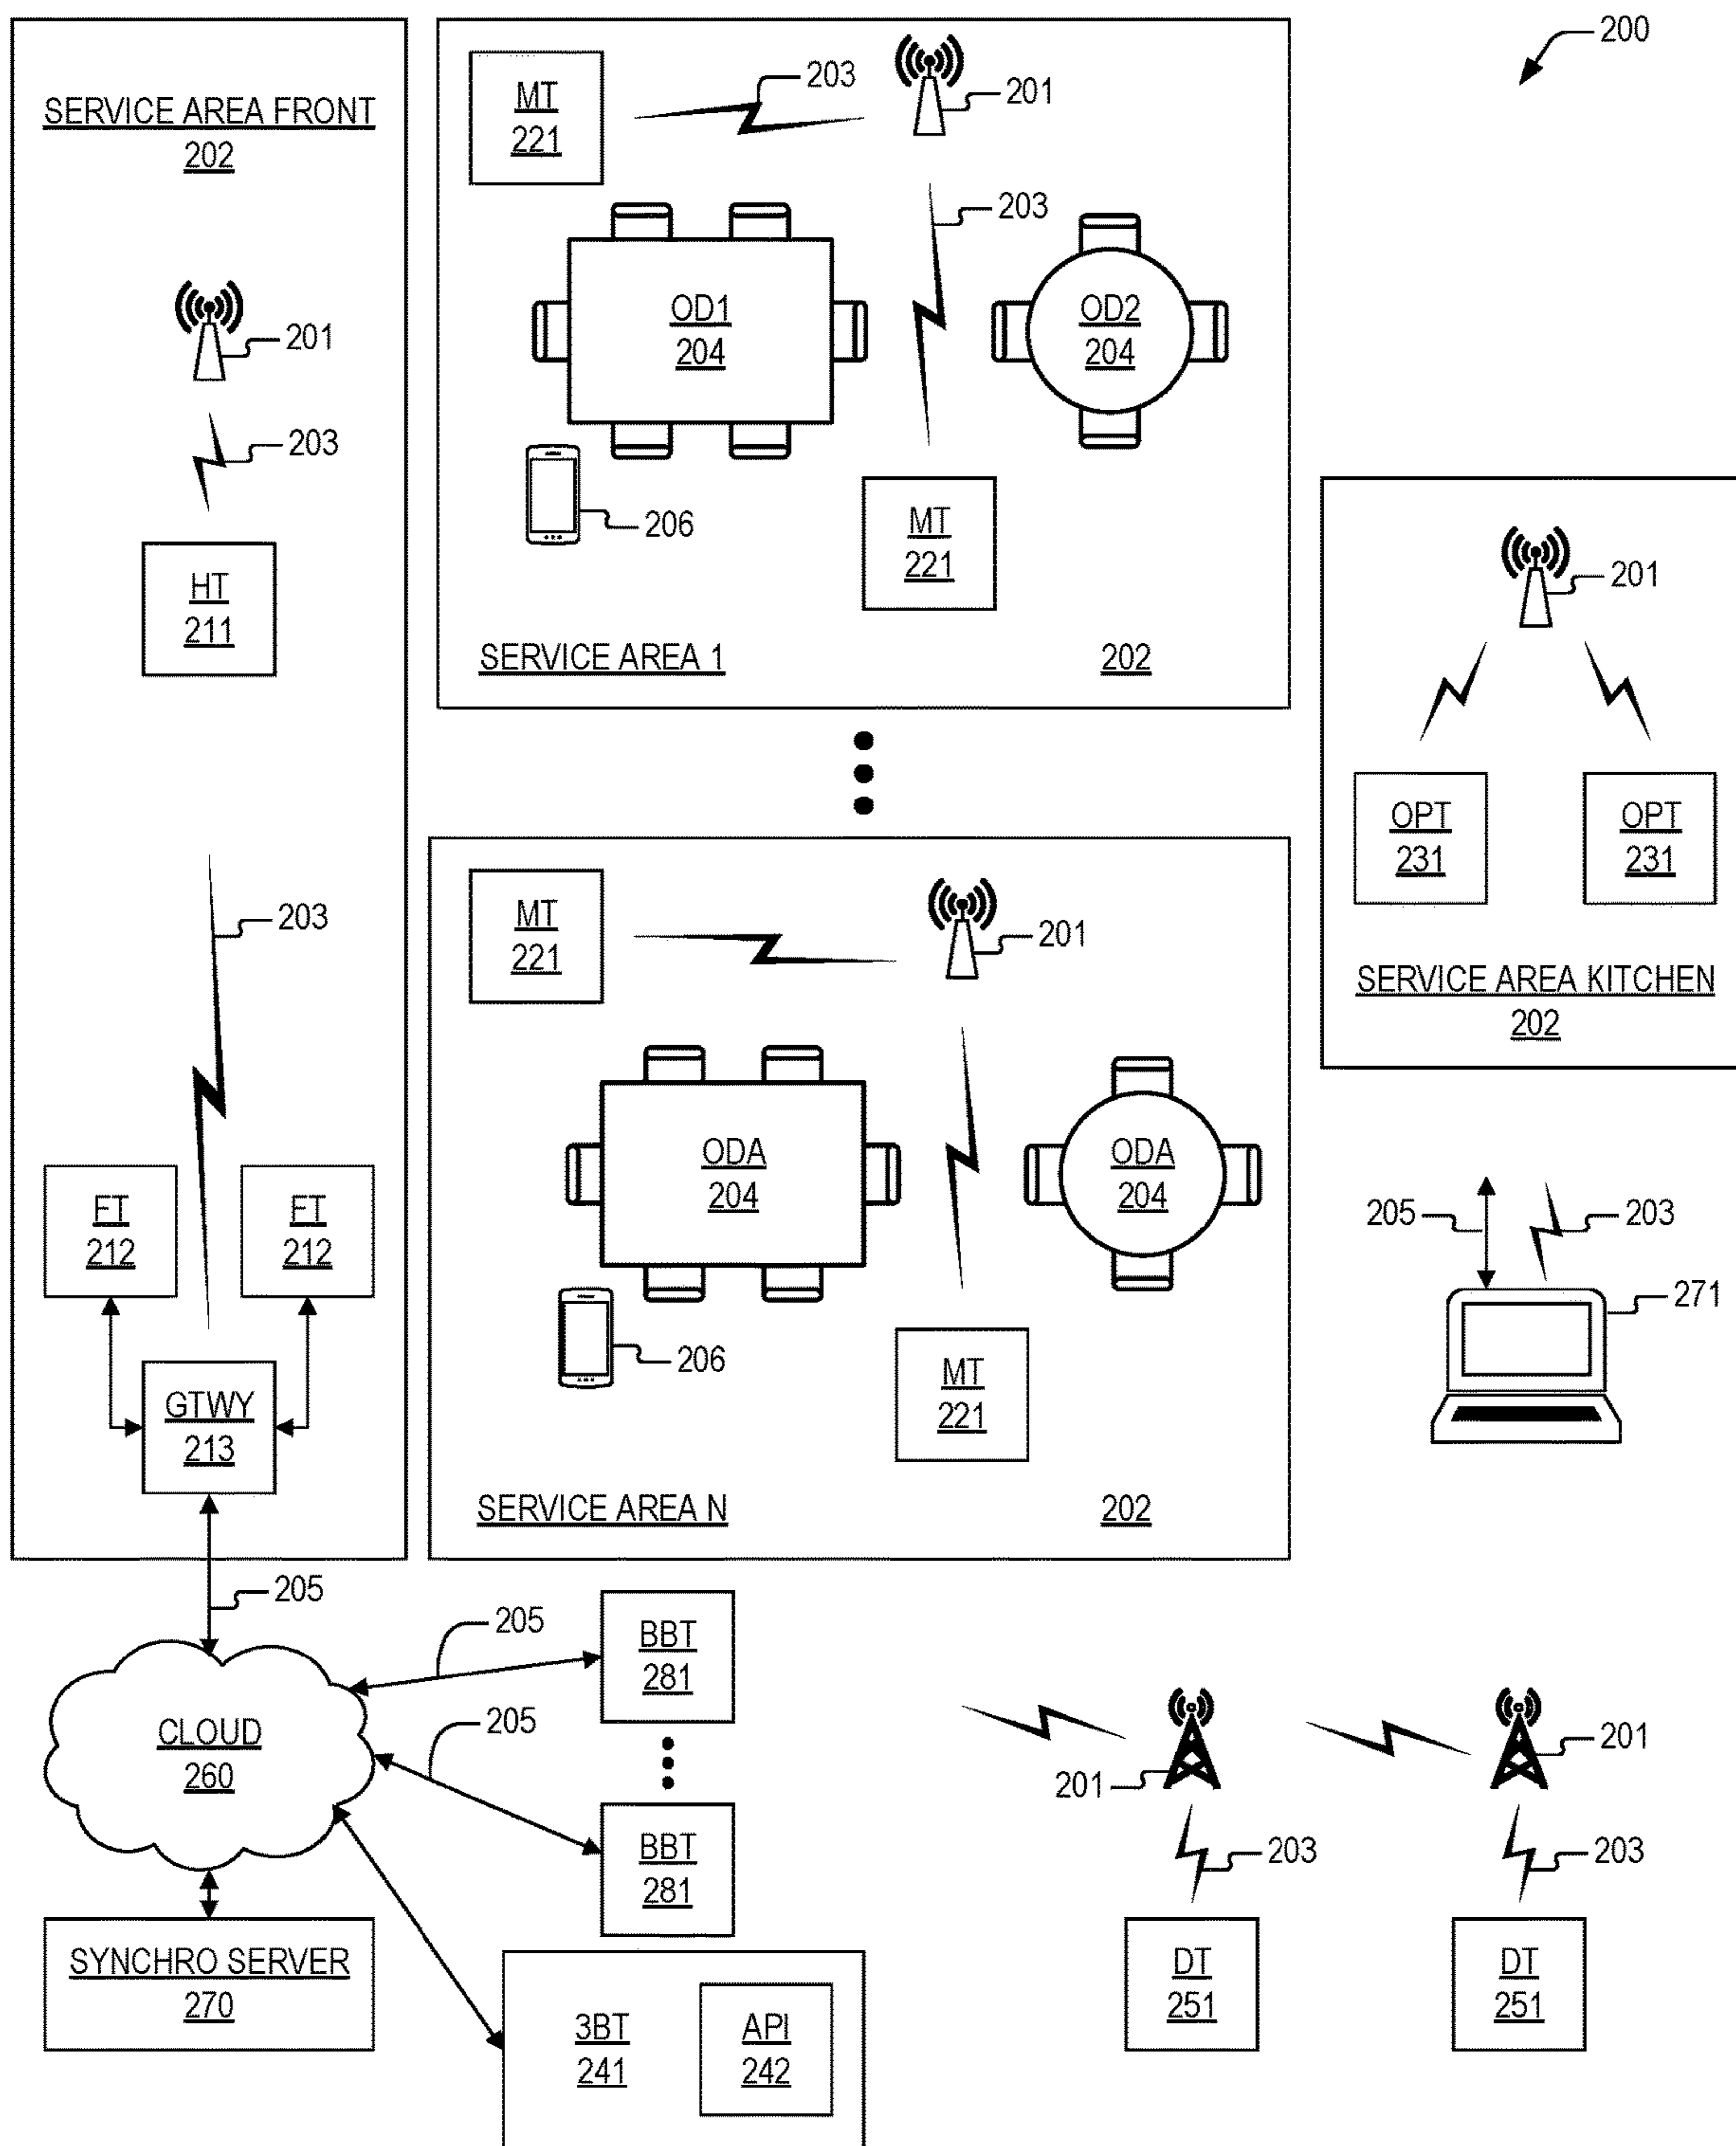 200
SERVICE AREA FRONT
202
201
203
HT
211
203
FT
212
FT
212
GTWY
213
205
MT
221
203
201
203
OD1
204
OD2
204
206
MT
221
SERVICE AREA 1
202
MT
221
201
ODA
204
ODA
204
206
MT
221
SERVICE AREA N
202
201
OPT
231
OPT
231
SERVICE AREA KITCHEN
202
205
203
271
CLOUD
260
205
BBT
281
205
BBT
281
SYNCHRO SERVER
270
3BT
241
API
242
201
201
203
203
DT
251
DT
251